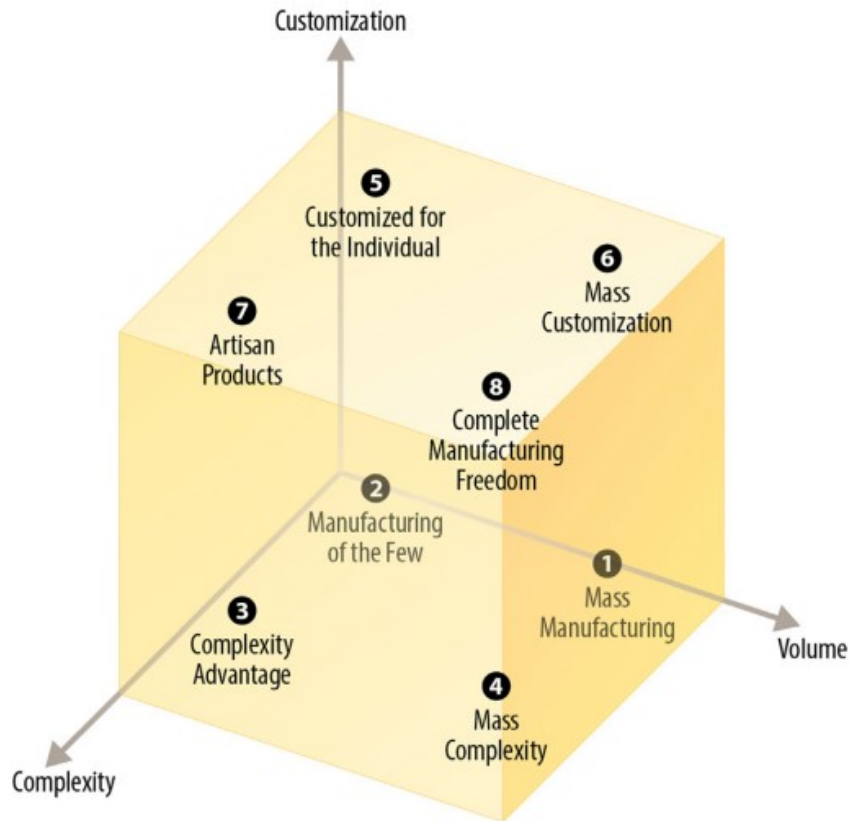 Customization
5
Customized for
the Individual
6
Mass
Customization
7
Artisan
Products
8
Complete
Manufacturing
Freedom
2
Manufacturing
of the Few
1
Mass
Manufacturing
3
Complexity
Advantage
Volume
4
Mass
Complexity
Complexity